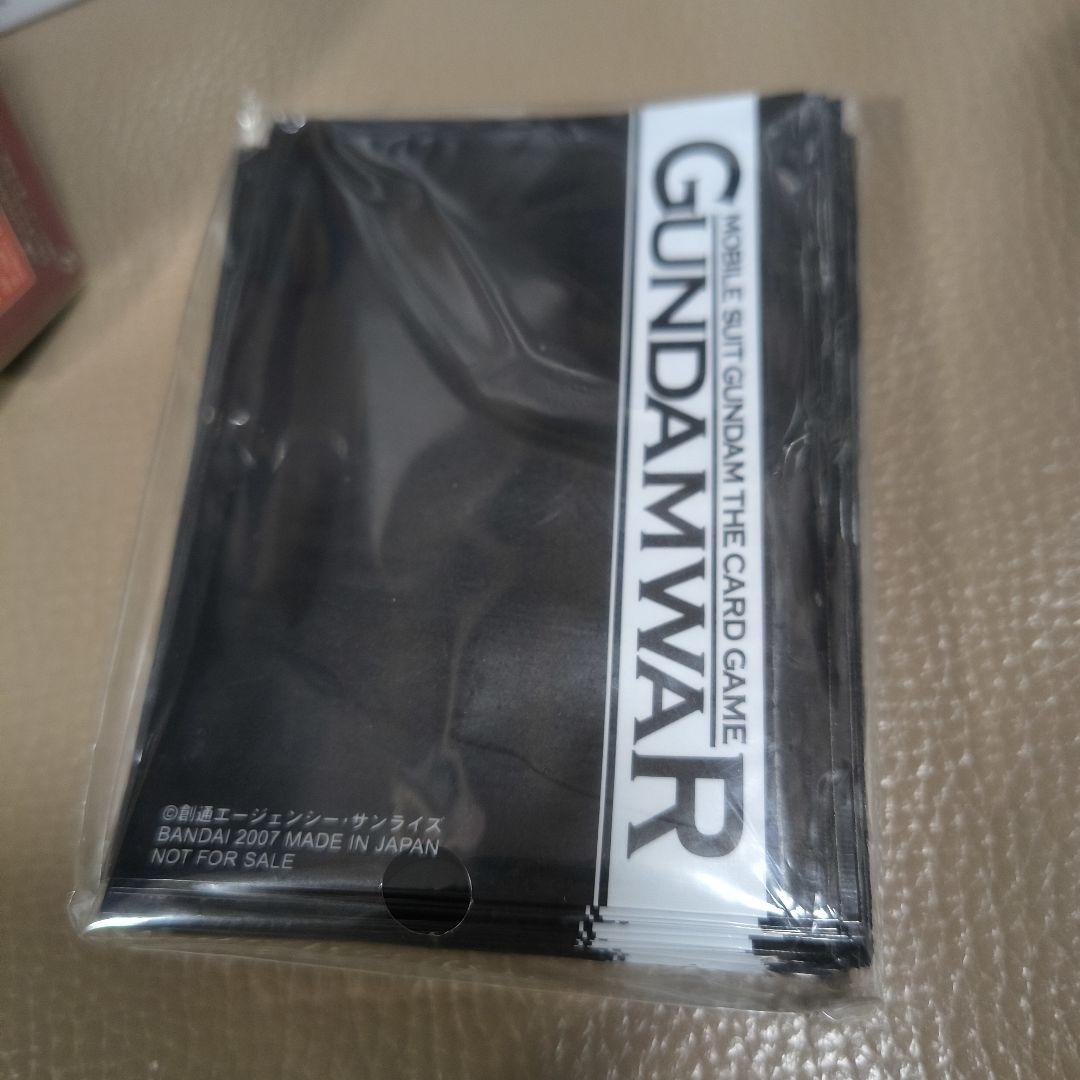 GUNDAM WAR
MOBILE SUIT GUNDAM THE CARD GAME
©創通エージェンシー・サンライズ
BANDAI 2007 MADE IN JAPAN
NOT FOR SALE